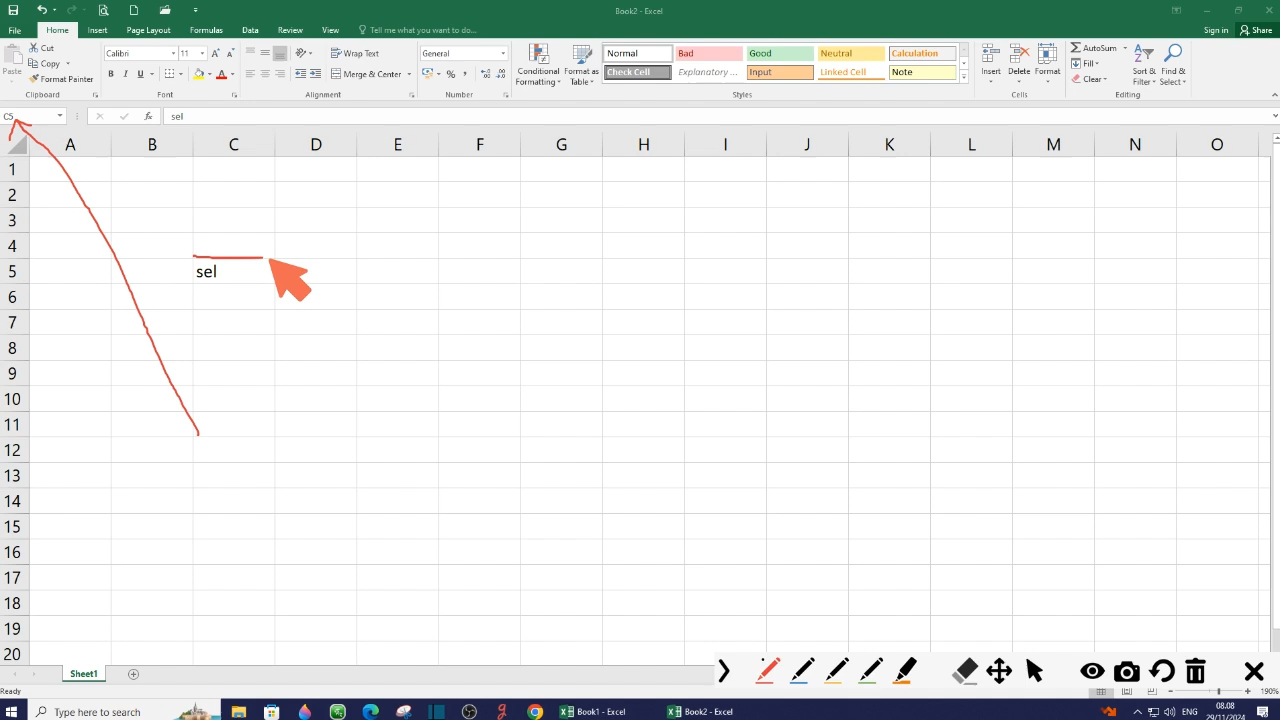 Book2 - Excel
File Home Insert Page Layout Formulas Data Review View Tell me what you want to do... Sign in Share
Paste Cut Copy Format Painter Clipboard
Calibri 11 B I U A Font
Wrap Text Merge & Center Alignment
General % , Number
Conditional Formatting Format as Table
Normal Bad Good Neutral Calculation
Check Cell Explanatory ... Input Linked Cell Note
Styles
Insert Delete Format Cells
AutoSum Fill Clear Sort & Filter Find & Select Editing
C5 fx sel
A B C D E F G H I J K L M N O
1
2
3
4
5 sel
6
7
8
9
10
11
12
13
14
15
16
17
18
19
20
Sheet1
Ready 190%
Type here to search Book1 - Excel Book2 - Excel ENG 08.08
29/11/2024